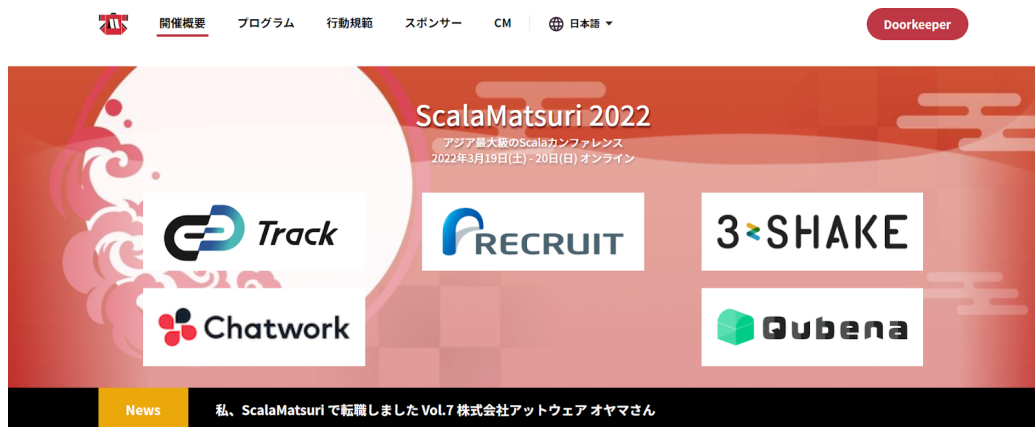 開催概要
プログラム
行動規範
スポンサー
CM
日本語
Doorkeeper
ScalaMatsuri 2022
アジア最大級のScalaカンファレンス
2022年3月19日(土) - 20日(日) オンライン
Track
RECRUIT
3 SHAKE
Chatwork
Qubena
News
私、ScalaMatsuri で転職しました Vol.7 株式会社アットウェア オヤマさん